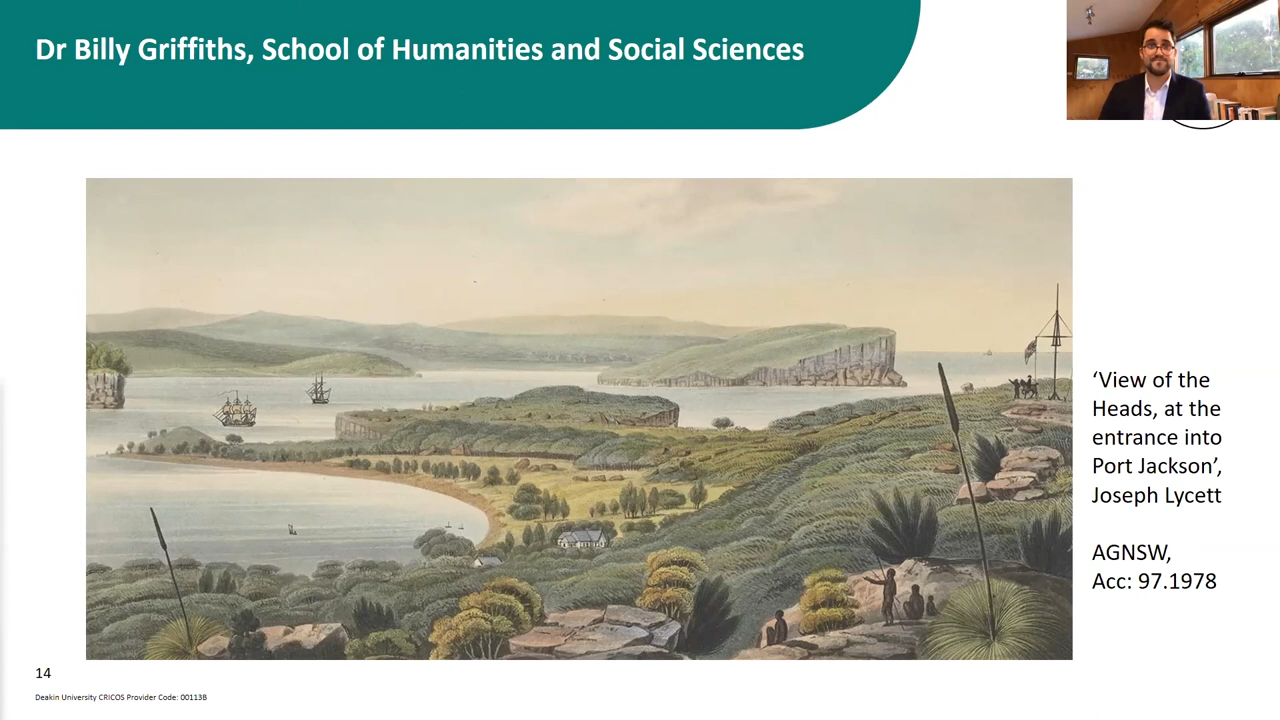 Dr Billy Griffiths, School of Humanities and Social Sciences
‘View of the
Heads, at the
entrance into
Port Jackson’,
Joseph Lycett
AGNSW,
Acc: 97.1978
14
Deakin University CRICOS Provider Code: 00113B